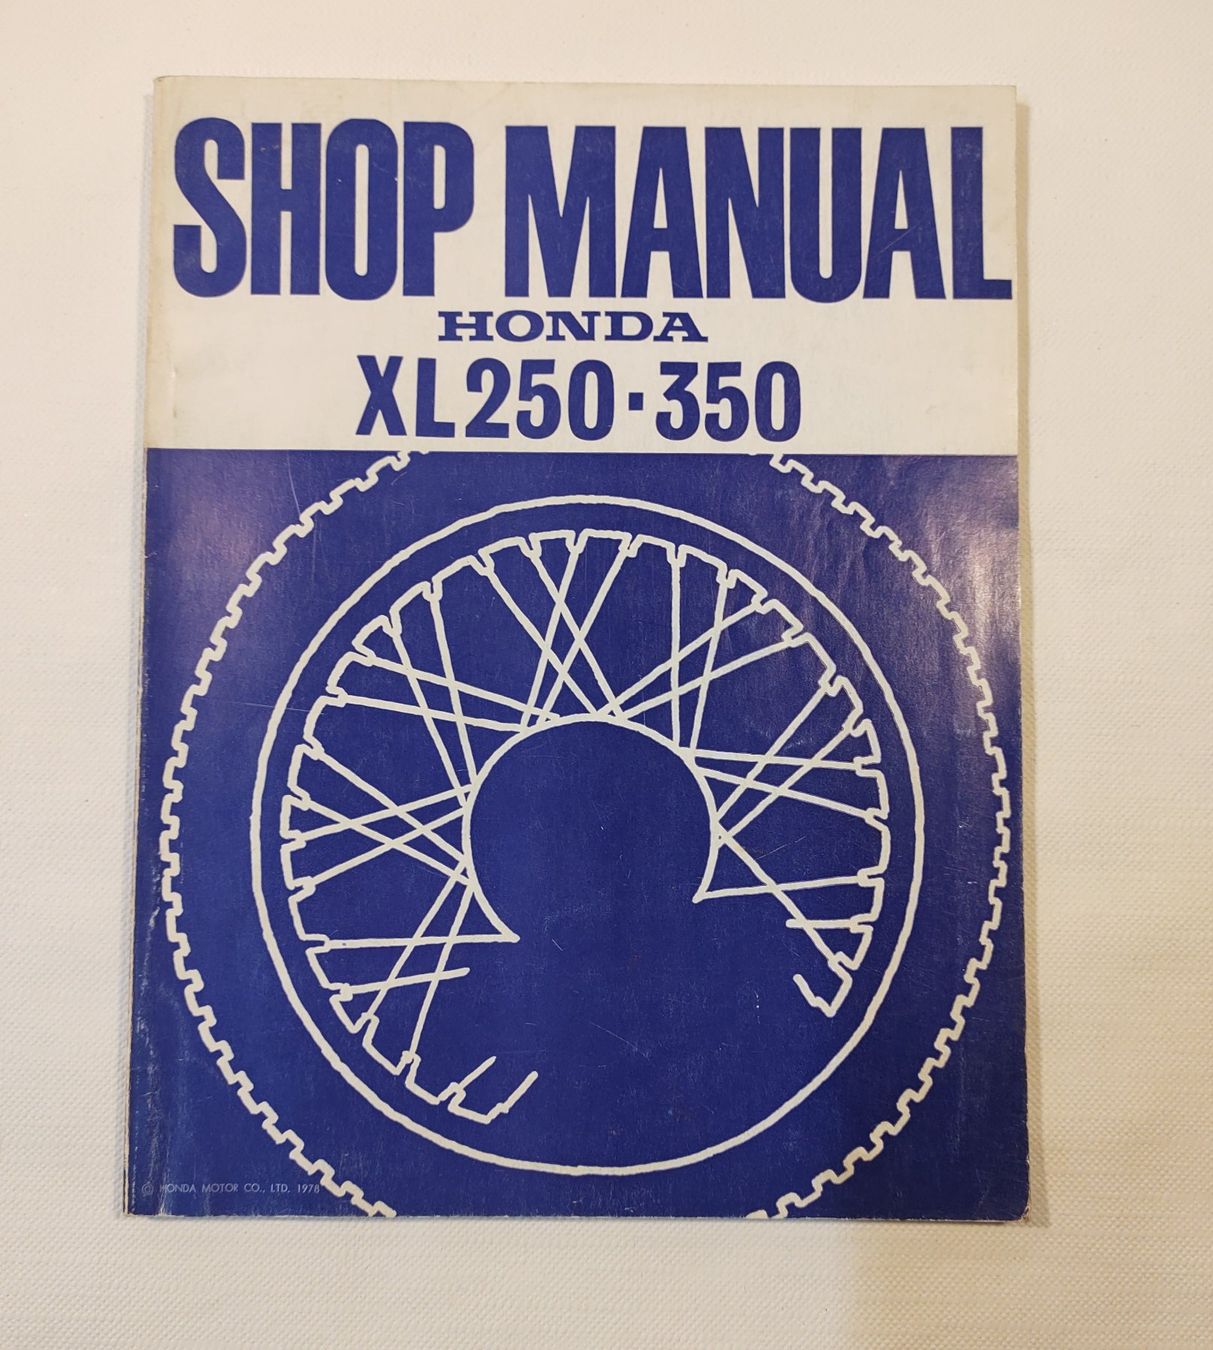 SHOP MANUAL
HONDA
XL250·350
© HONDA MOTOR CO., LTD. 1978